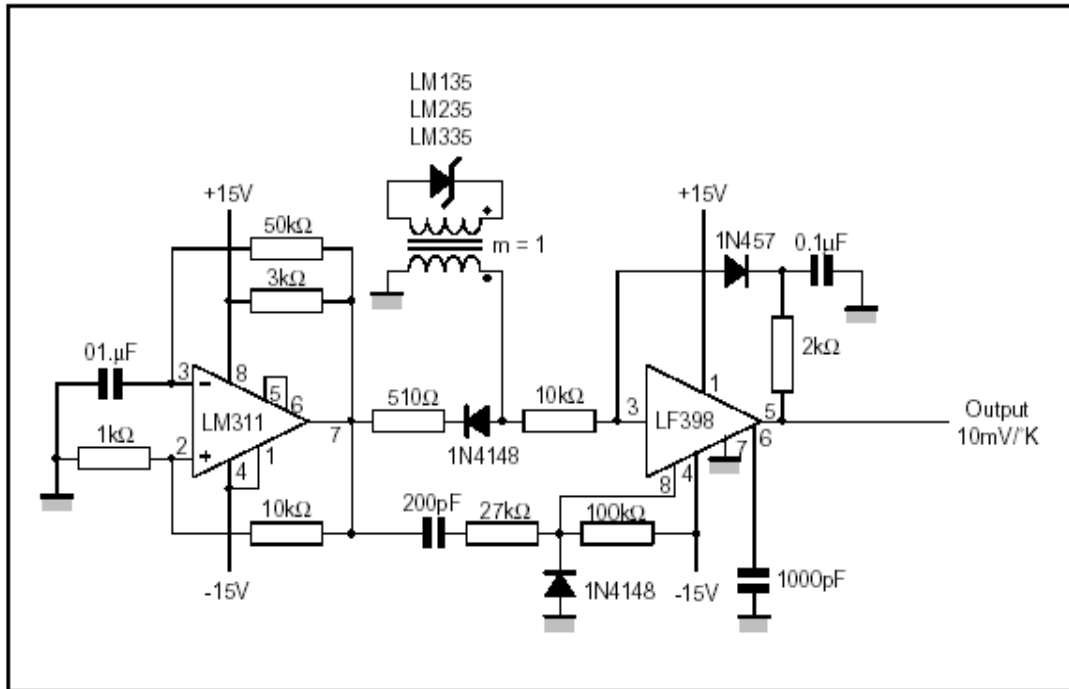 LM135
LM235
LM335
+15V
50kΩ
3kΩ
m = 1
+15V
1N457
0.1µF
01.µF
3
8
5
6
LM311
7
510Ω
1N4148
10kΩ
3
1
LF398
5
6
7
4
8
2kΩ
Output
10mV/°K
1kΩ
2
4
1
10kΩ
200pF
27kΩ
100kΩ
-15V
1N4148
-15V
1000pF